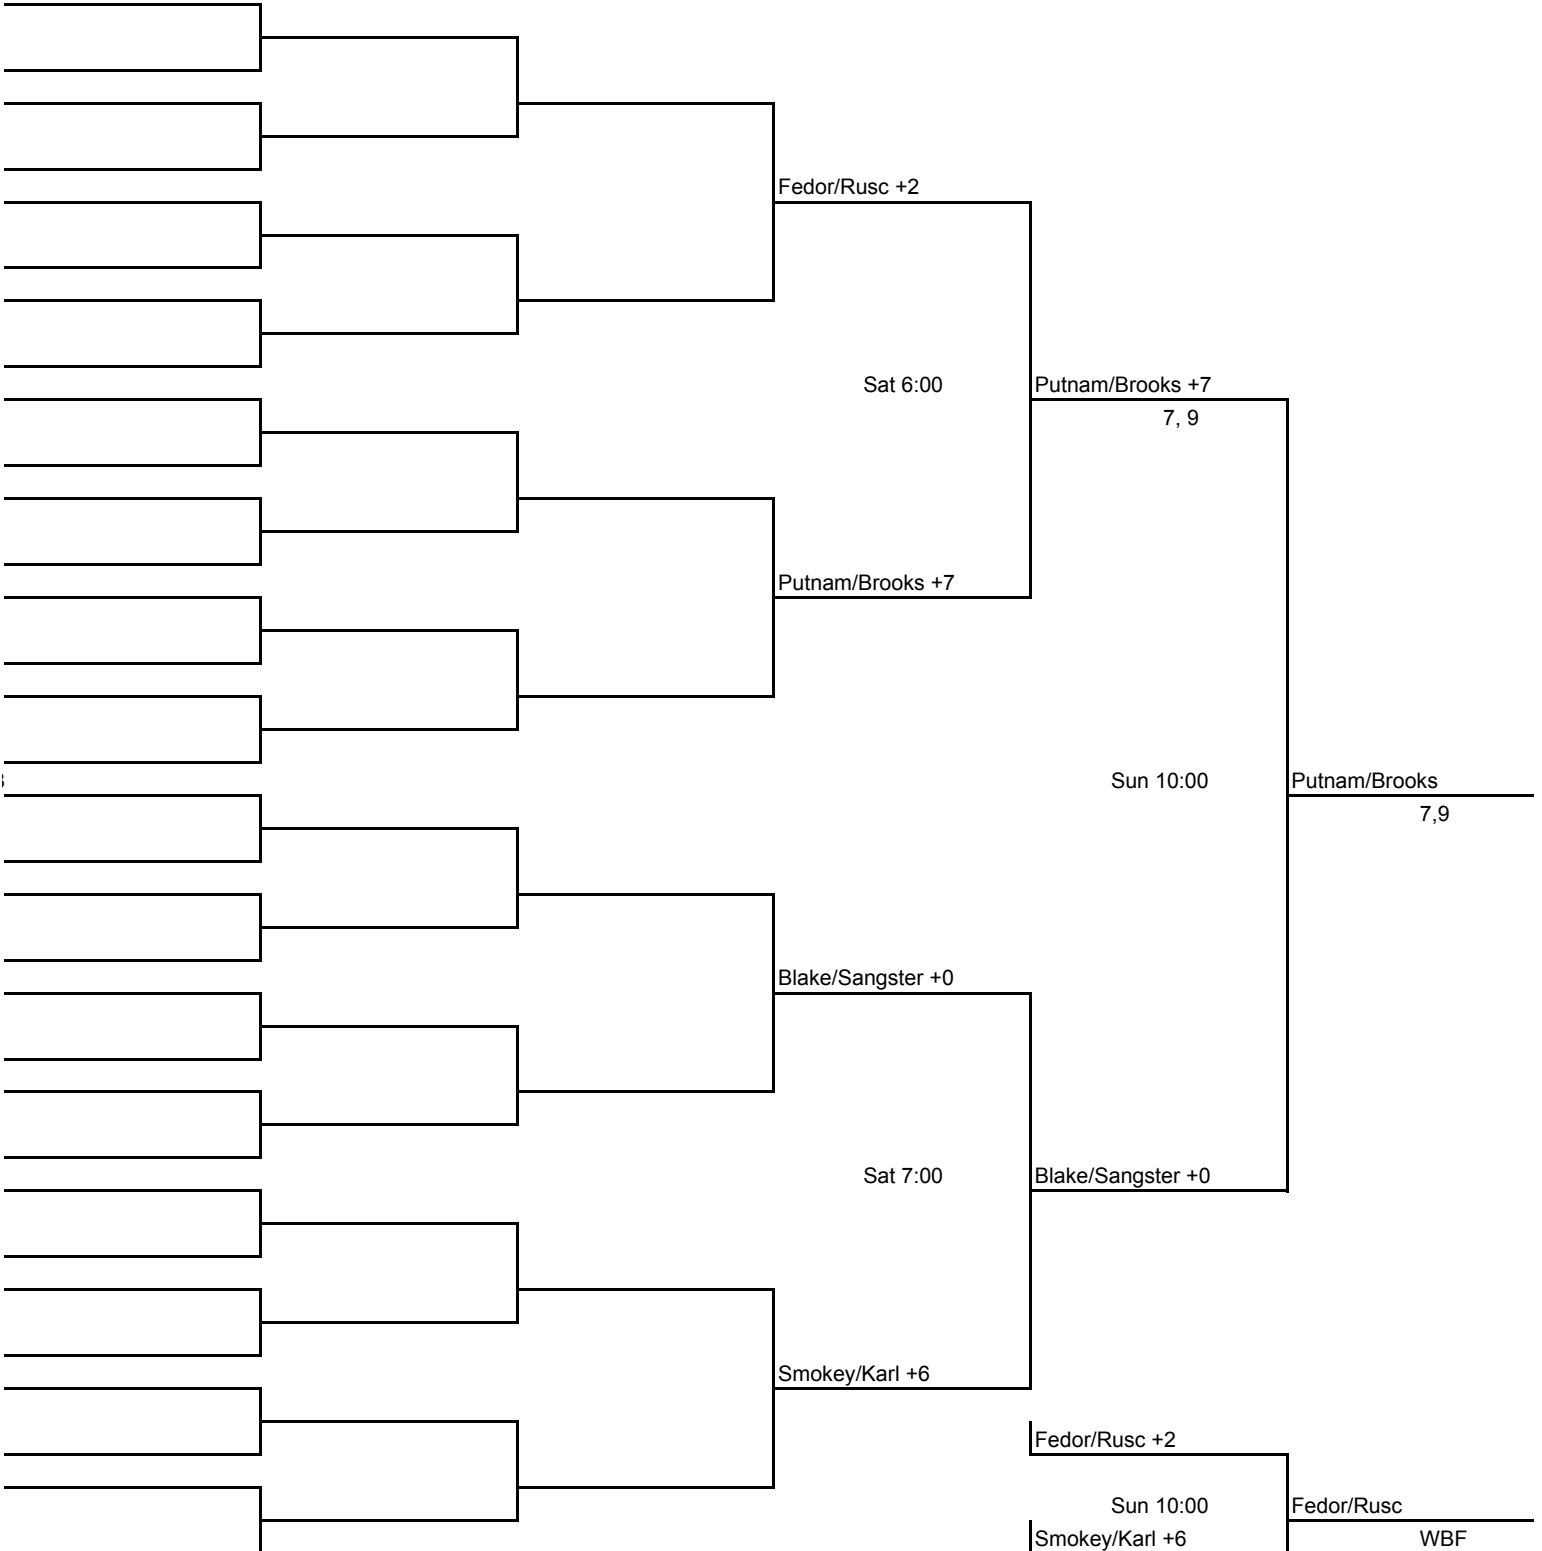 Fedor/Rusc +2
Sat 6:00
Putnam/Brooks +7
7, 9
Putnam/Brooks +7
Sun 10:00
Putnam/Brooks
7,9
Blake/Sangster +0
Sat 7:00
Blake/Sangster +0
Smokey/Karl +6
Fedor/Rusc +2
Sun 10:00
Fedor/Rusc
Smokey/Karl +6
WBF